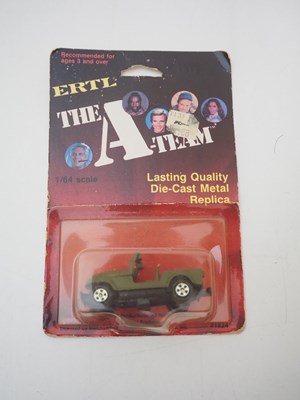 Recommended for
ages 3 and over
ERTL
THE
A-TEAM
1/64 scale
Lasting Quality
Die-Cast Metal
Replica